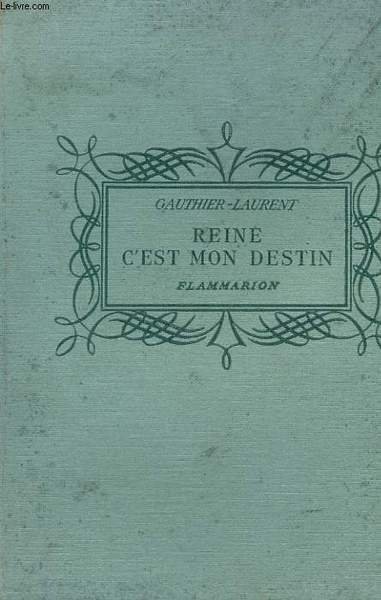 Le-livre.com
GAUTHIER-LAURENT
REINE
C'EST MON DESTIN
FLAMMARION